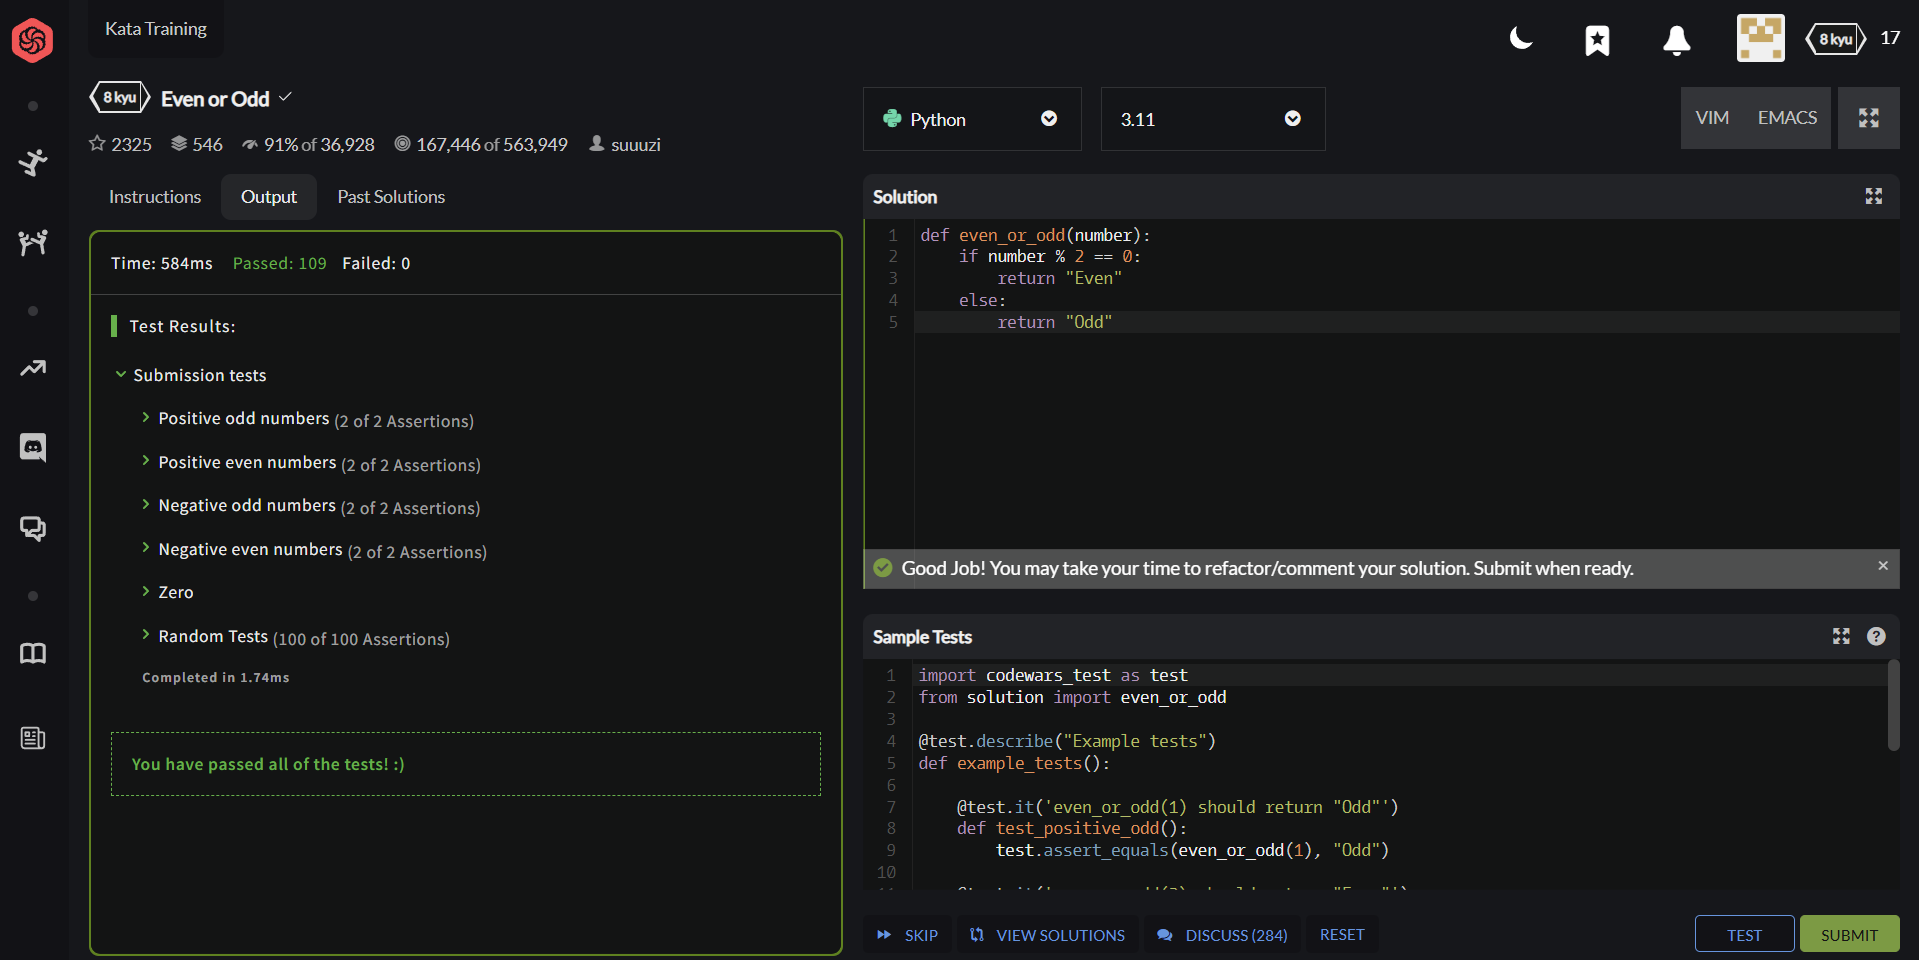 Kata Training
8 kyu
17
8 kyu Even or Odd
2325 546 91% of 36,928 167,446 of 563,949 suuuzi
Python
3.11
VIM EMACS
Instructions Output Past Solutions
Time: 584ms Passed: 109 Failed: 0
Test Results:
Submission tests
Positive odd numbers (2 of 2 Assertions)
Positive even numbers (2 of 2 Assertions)
Negative odd numbers (2 of 2 Assertions)
Negative even numbers (2 of 2 Assertions)
Zero
Random Tests (100 of 100 Assertions)
Completed in 1.74ms
You have passed all of the tests! :)
Solution
1 def even_or_odd(number):
2 if number % 2 == 0:
3 return "Even"
4 else:
5 return "Odd"
Good Job! You may take your time to refactor/comment your solution. Submit when ready.
Sample Tests
1 import codewars_test as test
2 from solution import even_or_odd
3
4 @test.describe("Example tests")
5 def example_tests():
6
7 @test.it('even_or_odd(1) should return "Odd"')
8 def test_positive_odd():
9 test.assert_equals(even_or_odd(1), "Odd")
10
SKIP VIEW SOLUTIONS DISCUSS (284) RESET
TEST SUBMIT